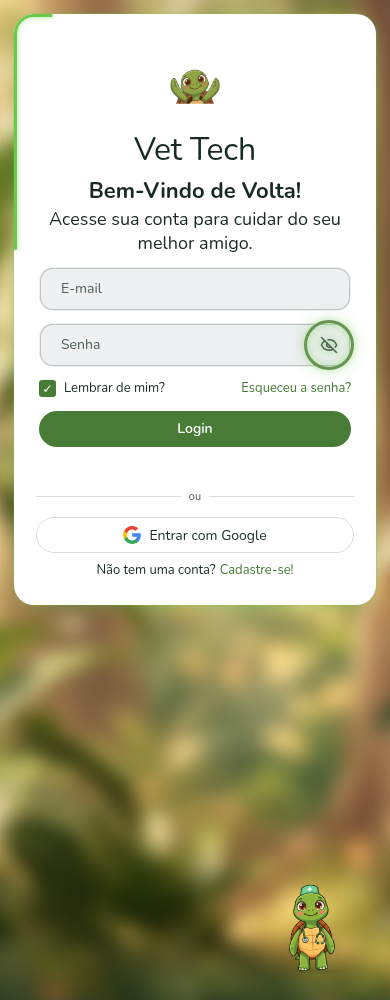 Vet Tech
Bem-Vindo de Volta!
Acesse sua conta para cuidar do seu
melhor amigo.
E-mail
Senha
Lembrar de mim? Esqueceu a senha?
Login
ou
Entrar com Google
Não tem uma conta? Cadastre-se!